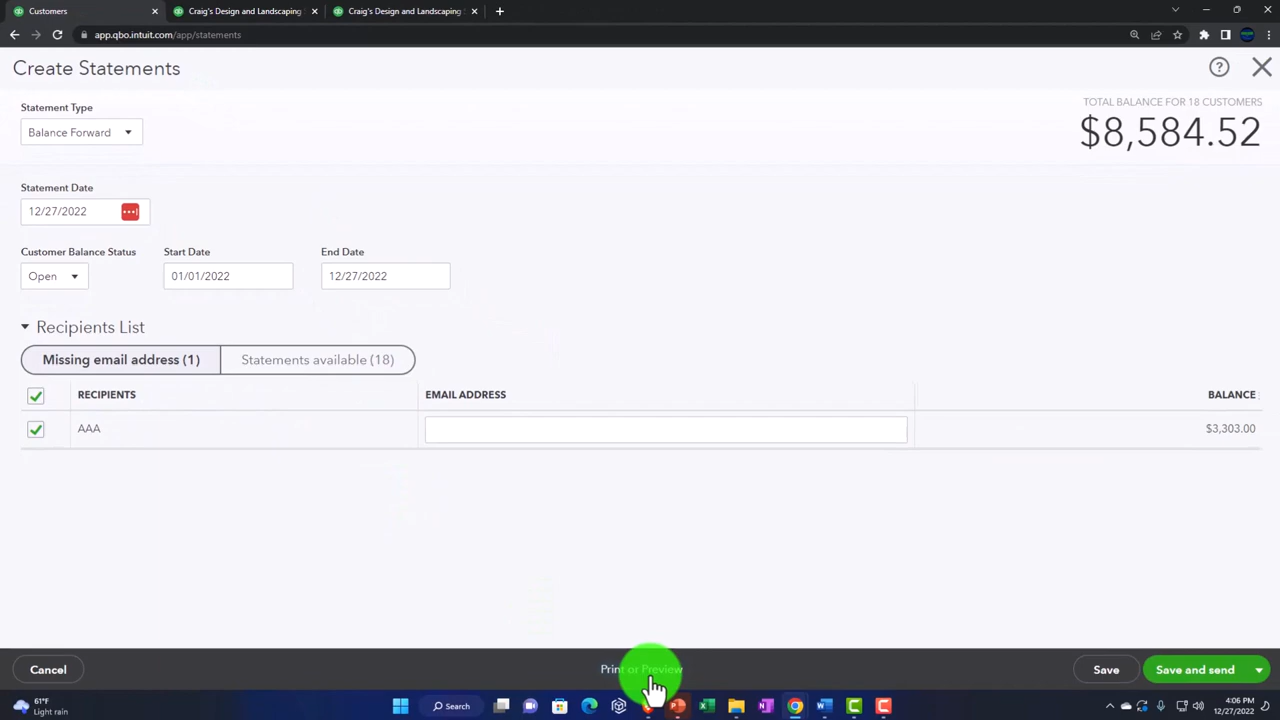 Customers
Craig's Design and Landscaping
Craig's Design and Landscaping
app.qbo.intuit.com/app/statements
Create Statements
Statement Type
TOTAL BALANCE FOR 18 CUSTOMERS
Balance Forward
$8,584.52
Statement Date
12/27/2022
Customer Balance Status Start Date End Date
Open 01/01/2022 12/27/2022
Recipients List
Missing email address (1) Statements available (18)
RECIPIENTS EMAIL ADDRESS BALANCE
AAA $3,303.00
Cancel Print or Preview Save Save and send
61°F
Light rain
Search
4:06 PM
12/27/2022